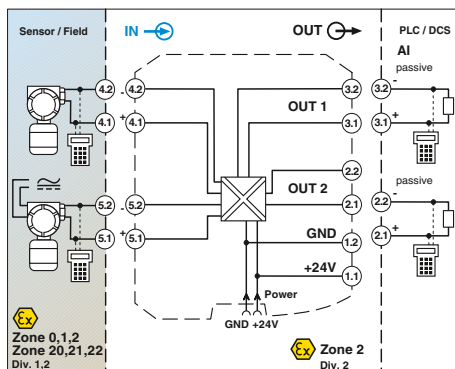 Sensor / Field
IN
OUT
PLC / DCS
AI
passive
4.2 - 4.2
3.2
3.2 -
OUT 1
4.1 + 4.1
3.1
3.1 +
2.2
passive
OUT 2
5.2 - 5.2
2.1
2.2 -
GND
5.1 + 5.1
1.2
2.1 +
+24V
1.1
Power
GND +24V
Ex
Zone 0,1,2
Zone 20,21,22
Div. 1,2
Ex
Zone 2
Div. 2